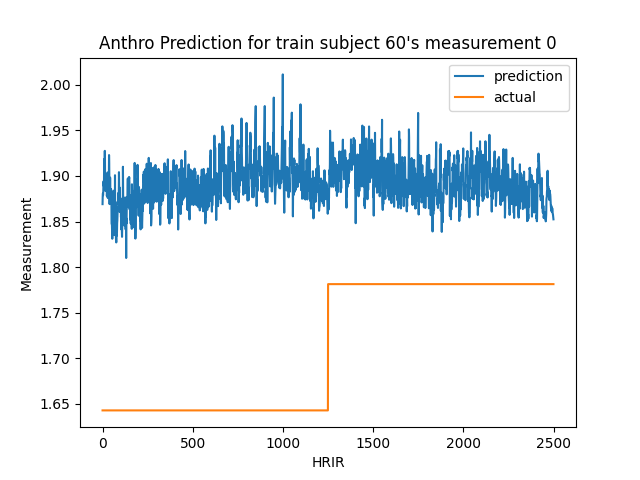 Anthro Prediction for train subject 60's measurement 0
prediction
actual
2.00
1.95
1.90
1.85
1.80
1.75
1.70
1.65
Measurement
0
500
1000
1500
2000
2500
HRIR